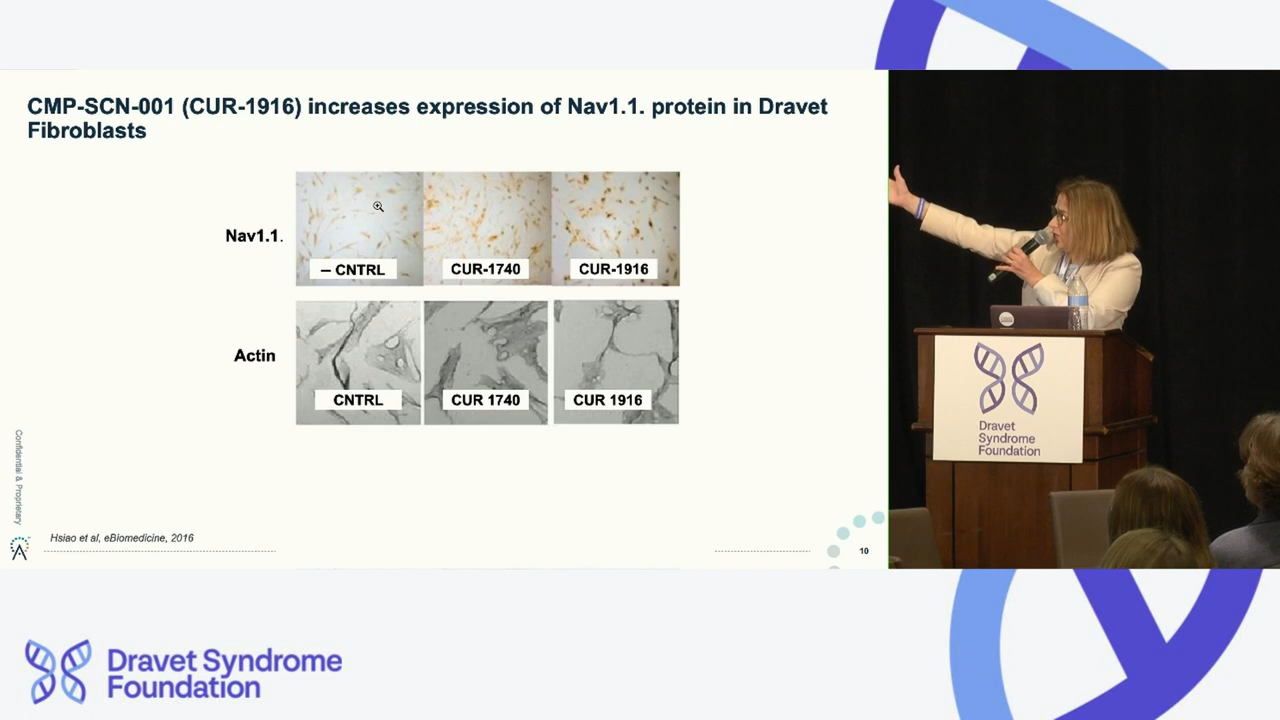 CMP-SCN-001 (CUR-1916) increases expression of Nav1.1. protein in Dravet
Fibroblasts
Nav1.1.
– CNTRL
CUR-1740
CUR-1916
Actin
CNTRL
CUR 1740
CUR 1916
Confidential & Proprietary
Hsiao et al, eBiomedicine, 2016
10
Dravet
Syndrome
Foundation
Dravet Syndrome
Foundation